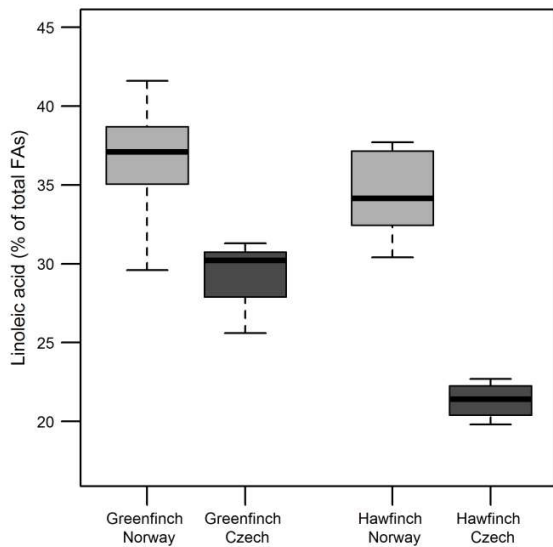 Linoleic acid (% of total FAs)
45
40
35
30
25
20
Greenfinch
Norway
Greenfinch
Czech
Hawfinch
Norway
Hawfinch
Czech